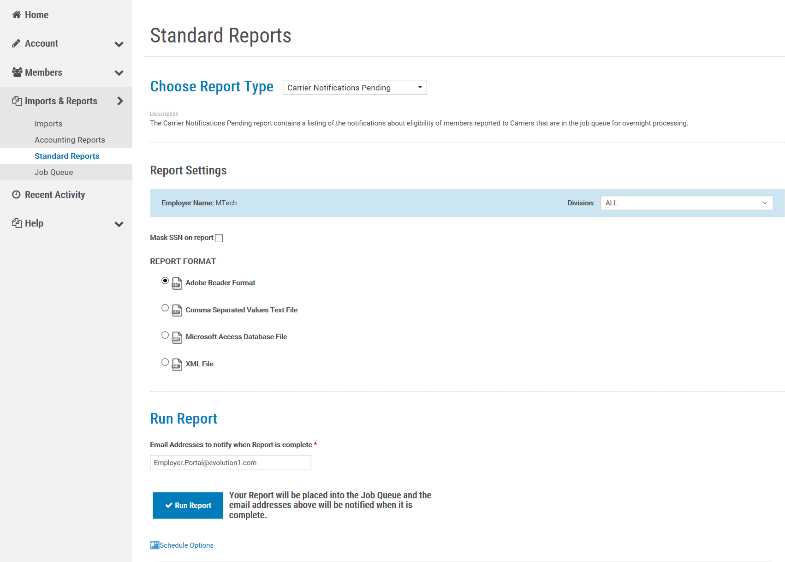 Home
Account
Members
Imports & Reports
Imports
Accounting Reports
Standard Reports
Job Queue
Recent Activity
Help
Standard Reports
Choose Report Type Carrier Notifications Pending
Description
The Carrier Notifications Pending report contains a listing of the notifications about eligibility of members reported to Carriers that are in the job queue for overnight processing.
Report Settings
Employer Name: MTech Division: ALL
Mask SSN on report
REPORT FORMAT
Adobe Reader Format
Comma Separated Values Text File
Microsoft Access Database File
XML File
Run Report
Email Addresses to notify when Report is complete *
Employer.Portal@evolution1.com
Run Report
Your Report will be placed into the Job Queue and the
email addresses above will be notified when it is
complete.
Schedule Options